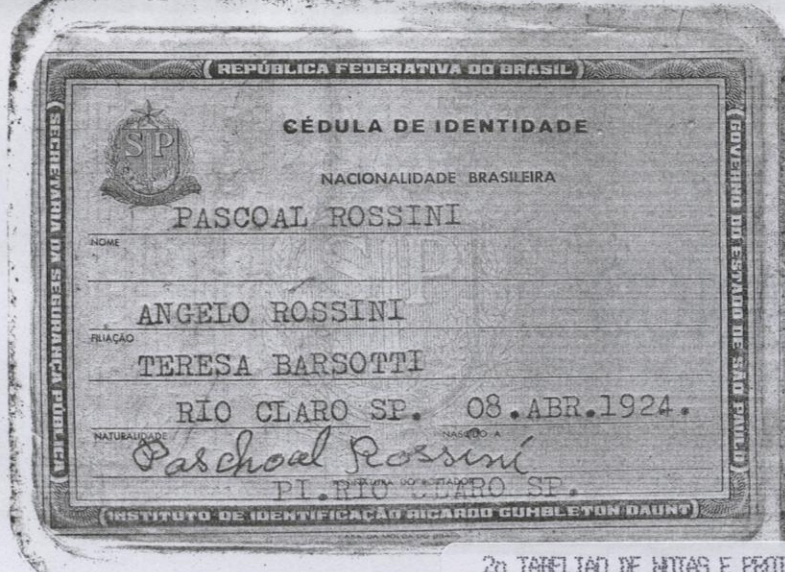 (REPÚBLICA FEDERATIVA DO BRASIL)
(SECRETARIA DA SEGURANÇA PÚBLICA)
(GOVERNO DO ESTADO DE SÃO PAULO)
SP
CÉDULA DE IDENTIDADE
NACIONALIDADE BRASILEIRA
PASCOAL ROSSINI
NOME
ANGELO ROSSINI
FILIAÇÃO
TERESA BARSOTTI
RIO CLARO SP. 08.ABR.1924.
NATURALIDADE NASCIDO A
Paschoal Rossini
PI.RIO CLARO SP.
(INSTITUTO DE IDENTIFICAÇÃO RICARDO GUMBLETON DAUNT)
2o TABELIAO DE NOTAS E PROT